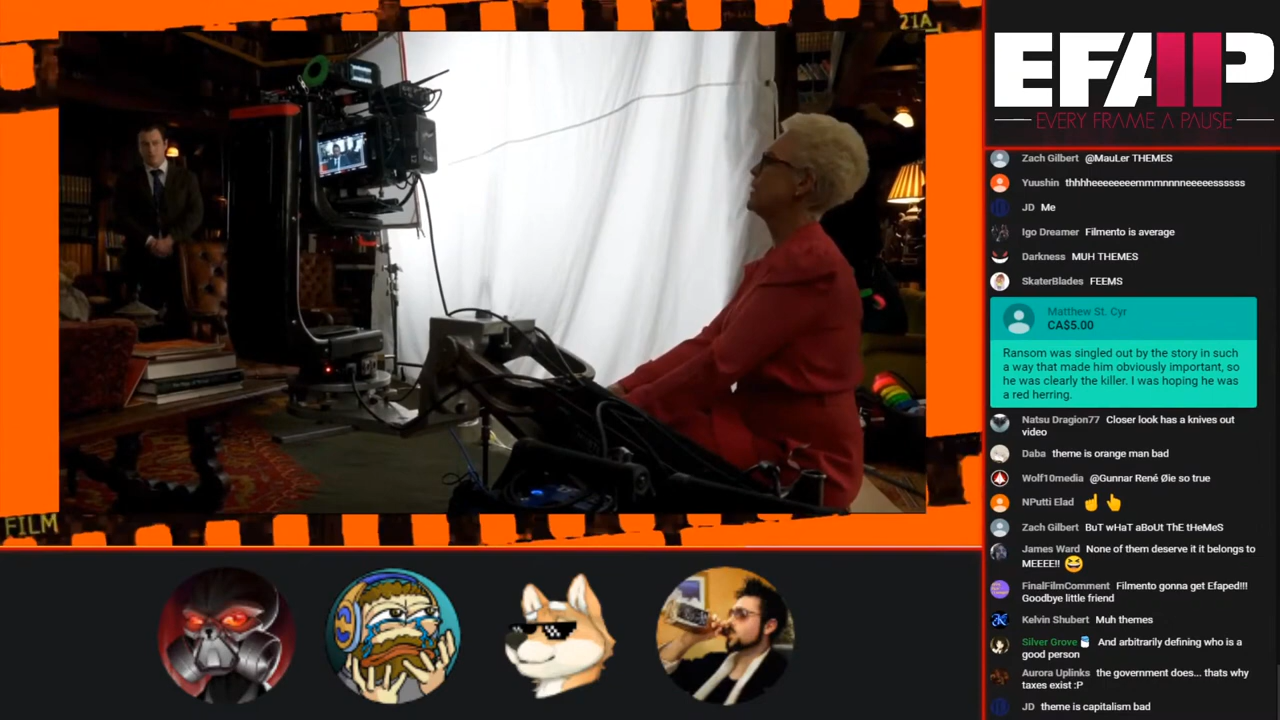 21A
FILM
EFAP
EVERY FRAME A PAUSE
Zach Gilbert @MauLer THEMES
Yuushin thhhheeeeeeeemmmnnnneeeeessssss
JD Me
Igo Dreamer Filmento is average
Darkness MUH THEMES
SkaterBlades FEEMS
Matthew St. Cyr
CA$5.00
Ransom was singled out by the story in such
a way that made him obviously important, so
he was clearly the killer. I was hoping he was
a red herring.
Natsu Dragion77 Closer look has a knives out
video
Daba theme is orange man bad
Wolf10media @Gunnar René Øie so true
NPutti Elad ☝️ 👆
Zach Gilbert BuT wHaT aBoUt ThE tHeMeS
James Ward None of them deserve it it belongs to
MEEEE!! 😆
FinalFilmComment Filmento gonna get Efaped!!!
Goodbye little friend
Kelvin Shubert Muh themes
Silver Grove And arbitrarily defining who is a
good person
Aurora Uplinks the government does... thats why
taxes exist :P
JD theme is capitalism bad